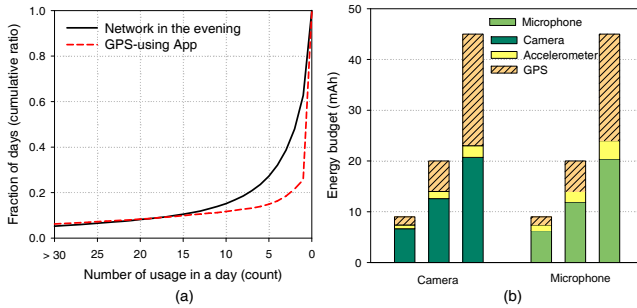 1.0
0.8
0.6
0.4
0.2
0.0
Fraction of days (cumulative ratio)
Network in the evening
GPS-using App
> 30
25
20
15
10
5
0
Number of usage in a day (count)
(a)
60
50
40
30
20
10
0
Energy budget (mAh)
Microphone
Camera
Accelerometer
GPS
Camera
Microphone
(b)